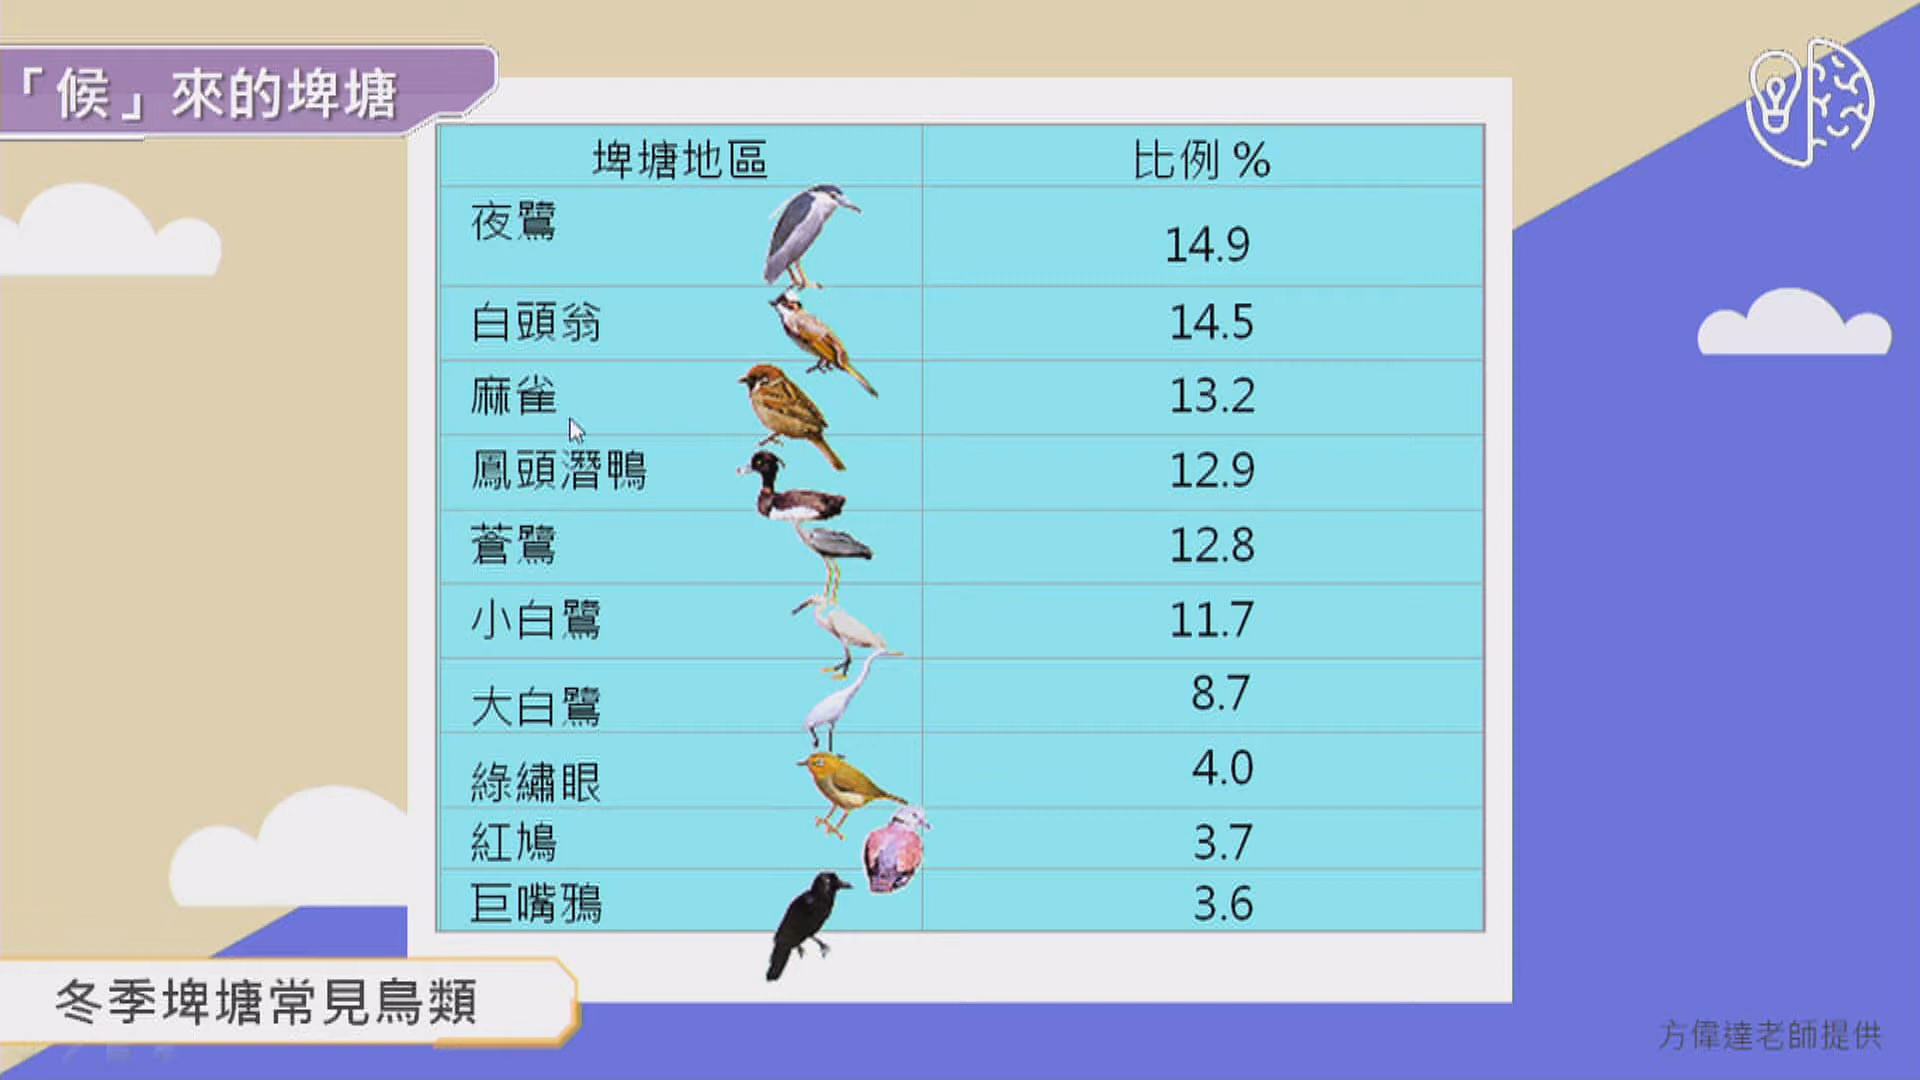 「候」來的埤塘
埤塘地區 比例 %
夜鷺 14.9
白頭翁 14.5
麻雀 13.2
鳳頭潛鴨 12.9
蒼鷺 12.8
小白鷺 11.7
大白鷺 8.7
綠繡眼 4.0
紅鳩 3.7
巨嘴鴉 3.6
冬季埤塘常見鳥類
方偉達老師提供